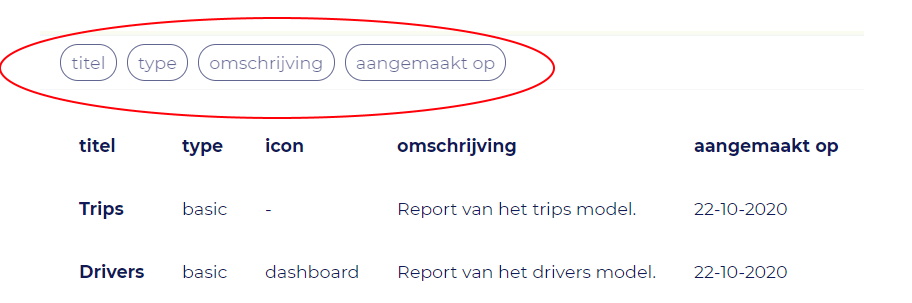 titel type omschrijving aangemaakt op
titel type icon omschrijving aangemaakt op
Trips basic - Report van het trips model. 22-10-2020
Drivers basic dashboard Report van het drivers model. 22-10-2020